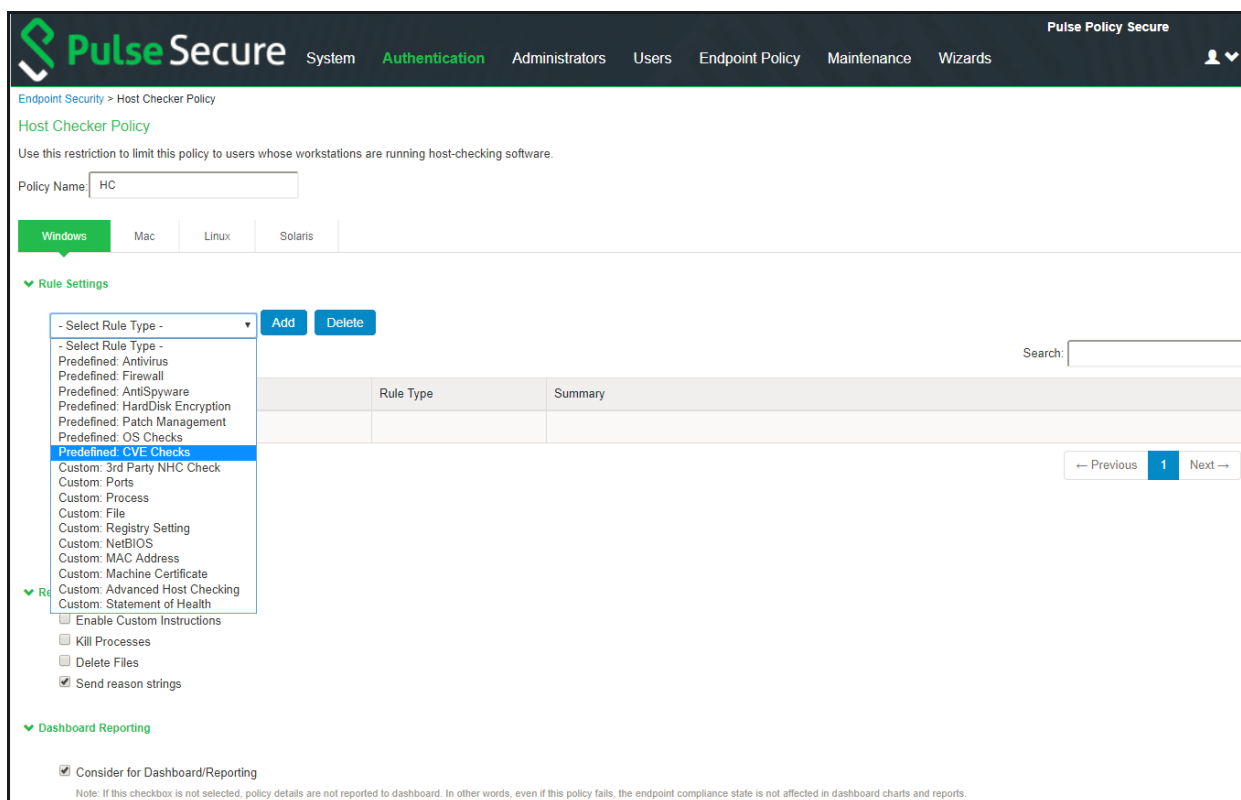 Pulse Policy Secure
Pulse Secure System Authentication Administrators Users Endpoint Policy Maintenance Wizards
Endpoint Security > Host Checker Policy
Host Checker Policy
Use this restriction to limit this policy to users whose workstations are running host-checking software.
Policy Name: HC
Windows Mac Linux Solaris
Rule Settings
- Select Rule Type - Add Delete
- Select Rule Type -
Search:
Predefined: Antivirus
Predefined: Firewall
Predefined: AntiSpyware
Rule Type Summary
Predefined: HardDisk Encryption
Predefined: Patch Management
Predefined: OS Checks
Predefined: CVE Checks
Custom: 3rd Party NHC Check
← Previous 1 Next →
Custom: Ports
Custom: Process
Custom: File
Custom: Registry Setting
Custom: NetBIOS
Custom: MAC Address
Custom: Machine Certificate
Re
Custom: Advanced Host Checking
Custom: Statement of Health
Enable Custom Instructions
Kill Processes
Delete Files
Send reason strings
Dashboard Reporting
Consider for Dashboard/Reporting
Note: If this checkbox is not selected, policy details are not reported to dashboard. In other words, even if this policy fails, the endpoint compliance state is not affected in dashboard charts and reports.